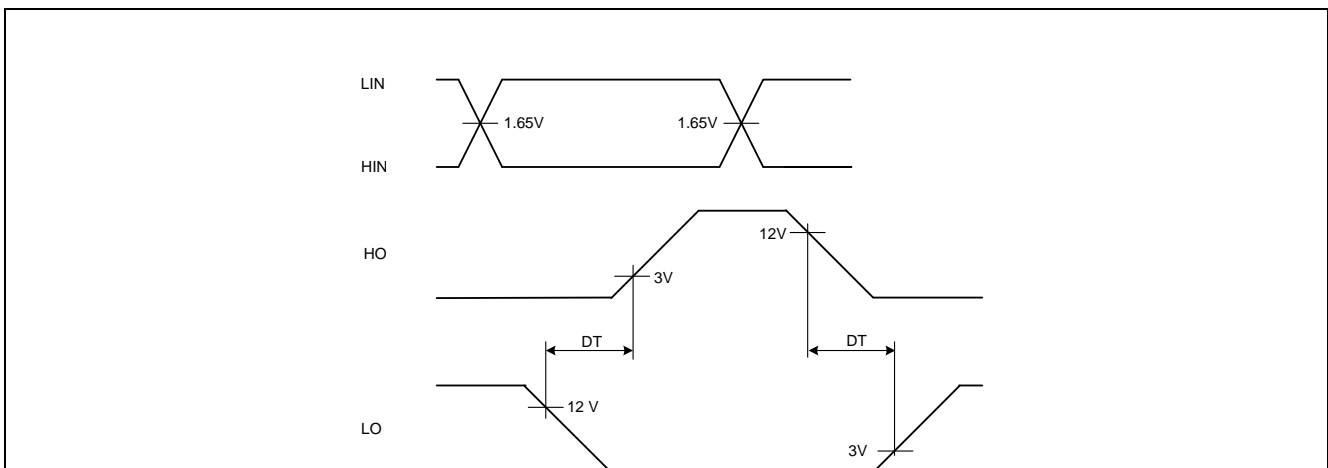 LIN
1.65V 1.65V
HIN
12V
HO
3V
DT DT
12 V
LO
3V